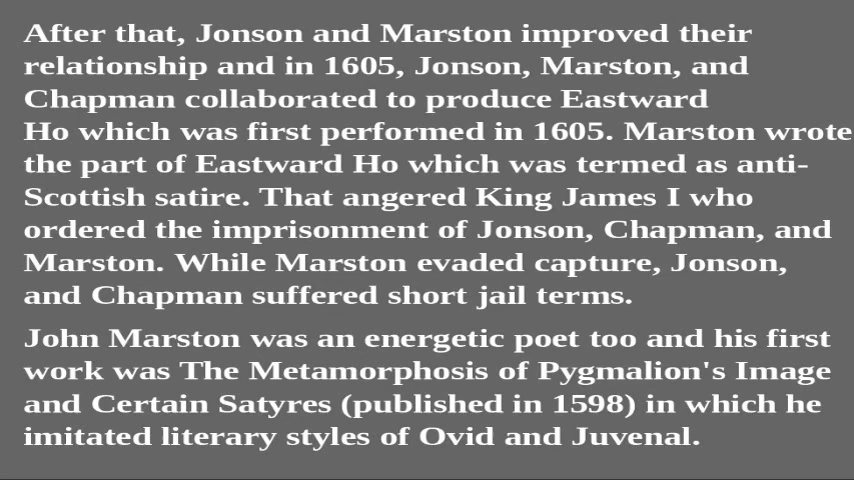 After that, Jonson and Marston improved their
relationship and in 1605, Jonson, Marston, and
Chapman collaborated to produce Eastward
Ho which was first performed in 1605. Marston wrote
the part of Eastward Ho which was termed as anti-
Scottish satire. That angered King James I who
ordered the imprisonment of Jonson, Chapman, and
Marston. While Marston evaded capture, Jonson,
and Chapman suffered short jail terms.
John Marston was an energetic poet too and his first
work was The Metamorphosis of Pygmalion's Image
and Certain Satyres (published in 1598) in which he
imitated literary styles of Ovid and Juvenal.